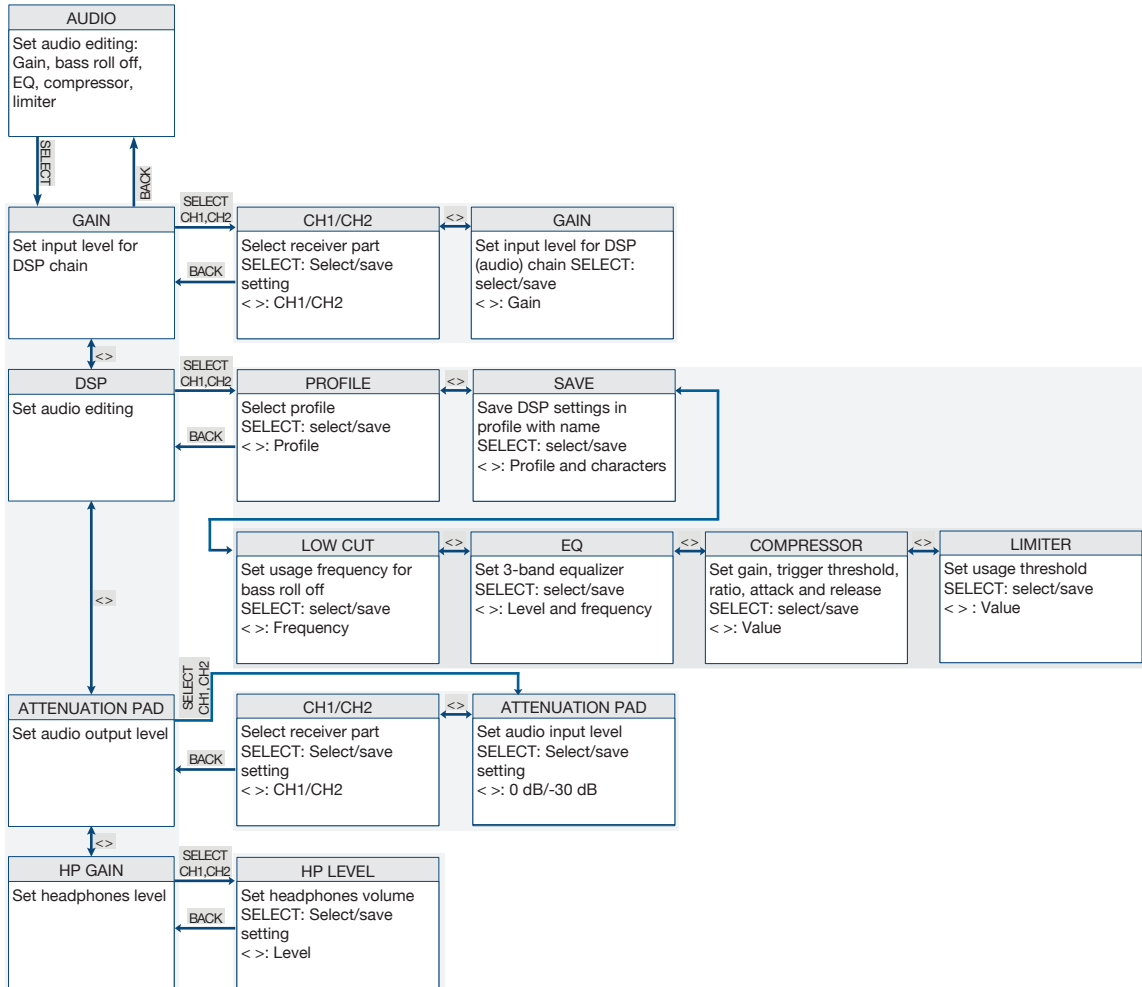 AUDIO
Set audio editing:
Gain, bass roll off,
EQ, compressor,
limiter
SELECT
BACK
GAIN
Set input level for
DSP chain
SELECT
CH1,CH2
BACK
CH1/CH2
Select receiver part
SELECT: Select/save
setting
< >: CH1/CH2
<>
GAIN
Set input level for DSP
(audio) chain SELECT:
select/save
< >: Gain
<>
DSP
Set audio editing
SELECT
CH1,CH2
BACK
PROFILE
Select profile
SELECT: select/save
< >: Profile
<>
SAVE
Save DSP settings in
profile with name
SELECT: select/save
< >: Profile and characters
LOW CUT
Set usage frequency for
bass roll off
SELECT: select/save
< >: Frequency
<>
EQ
Set 3-band equalizer
SELECT: select/save
< >: Level and frequency
<>
COMPRESSOR
Set gain, trigger threshold,
ratio, attack and release
SELECT: select/save
< >: Value
<>
LIMITER
Set usage threshold
SELECT: select/save
< > : Value
<>
ATTENUATION PAD
Set audio output level
SELECT
CH1,CH2
BACK
CH1/CH2
Select receiver part
SELECT: Select/save
setting
< >: CH1/CH2
<>
ATTENUATION PAD
Set audio input level
SELECT: Select/save
setting
< >: 0 dB/-30 dB
<>
HP GAIN
Set headphones level
SELECT
CH1,CH2
BACK
HP LEVEL
Set headphones volume
SELECT: Select/save
setting
< >: Level